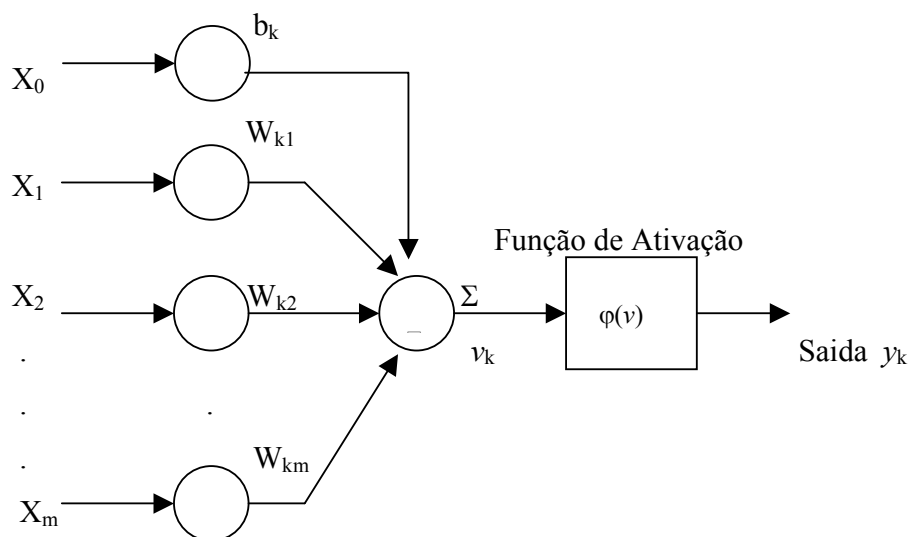 b_k
X_0
W_k1
X_1
Função de Ativação
X_2
W_k2
Σ
φ(v)
v_k
Saida y_k
.
.
.
.
W_km
X_m